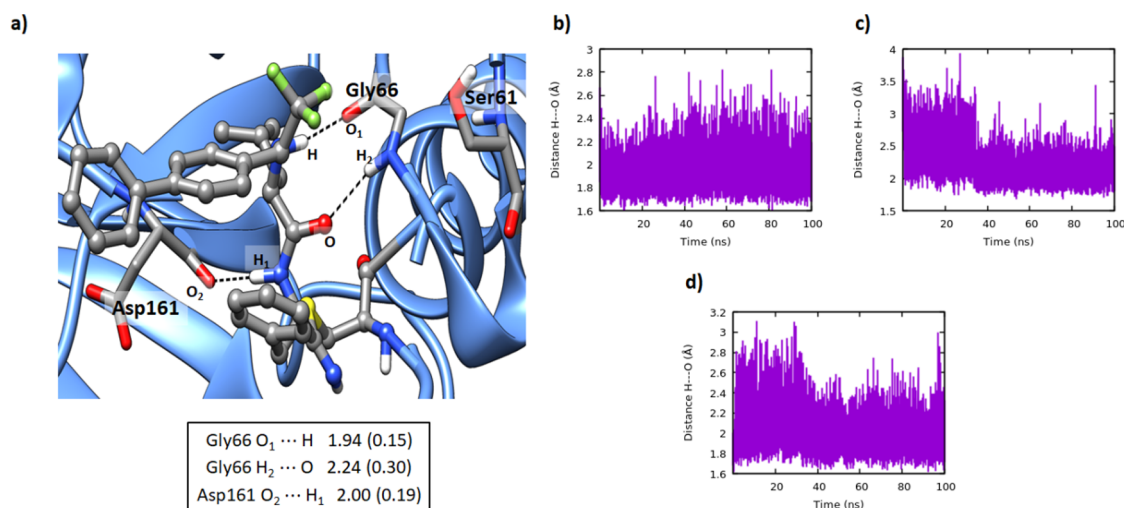 a)
Gly66
Ser61
O₁
H
H₂
O
H₁
O₂
Asp161
Gly66 O₁ ··· H 1.94 (0.15)
Gly66 H₂ ··· O 2.24 (0.30)
Asp161 O₂ ··· H₁ 2.00 (0.19)
b)
Distance H---O (Å)
3
2.8
2.6
2.4
2.2
2
1.8
1.6
20 40 60 80 100
Time (ns)
c)
Distance H---O (Å)
4
3.5
3
2.5
2
1.5
20 40 60 80 100
Time (ns)
d)
Distance H---O (Å)
3.2
3
2.8
2.6
2.4
2.2
2
1.8
1.6
20 40 60 80 100
Time (ns)